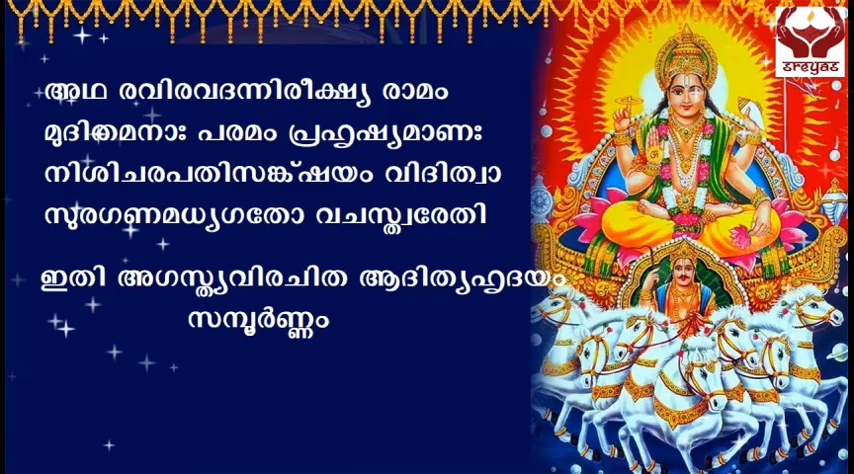 SREYAS
അഥ രവിരവദന്നിരീക്ഷ്യ രാമം
മുദിതമനാഃ പരമം പ്രഹൃഷ്യമാണഃ
നിശിചരപതിസങ്ക്ഷയം വിദിത്വാ
സുരഗണമധ്യഗതോ വചസ്ത്വരേതി
ഇതി അഗസ്ത്യവിരചിത ആദിത്യഹൃദയം
സമ്പൂർണ്ണം